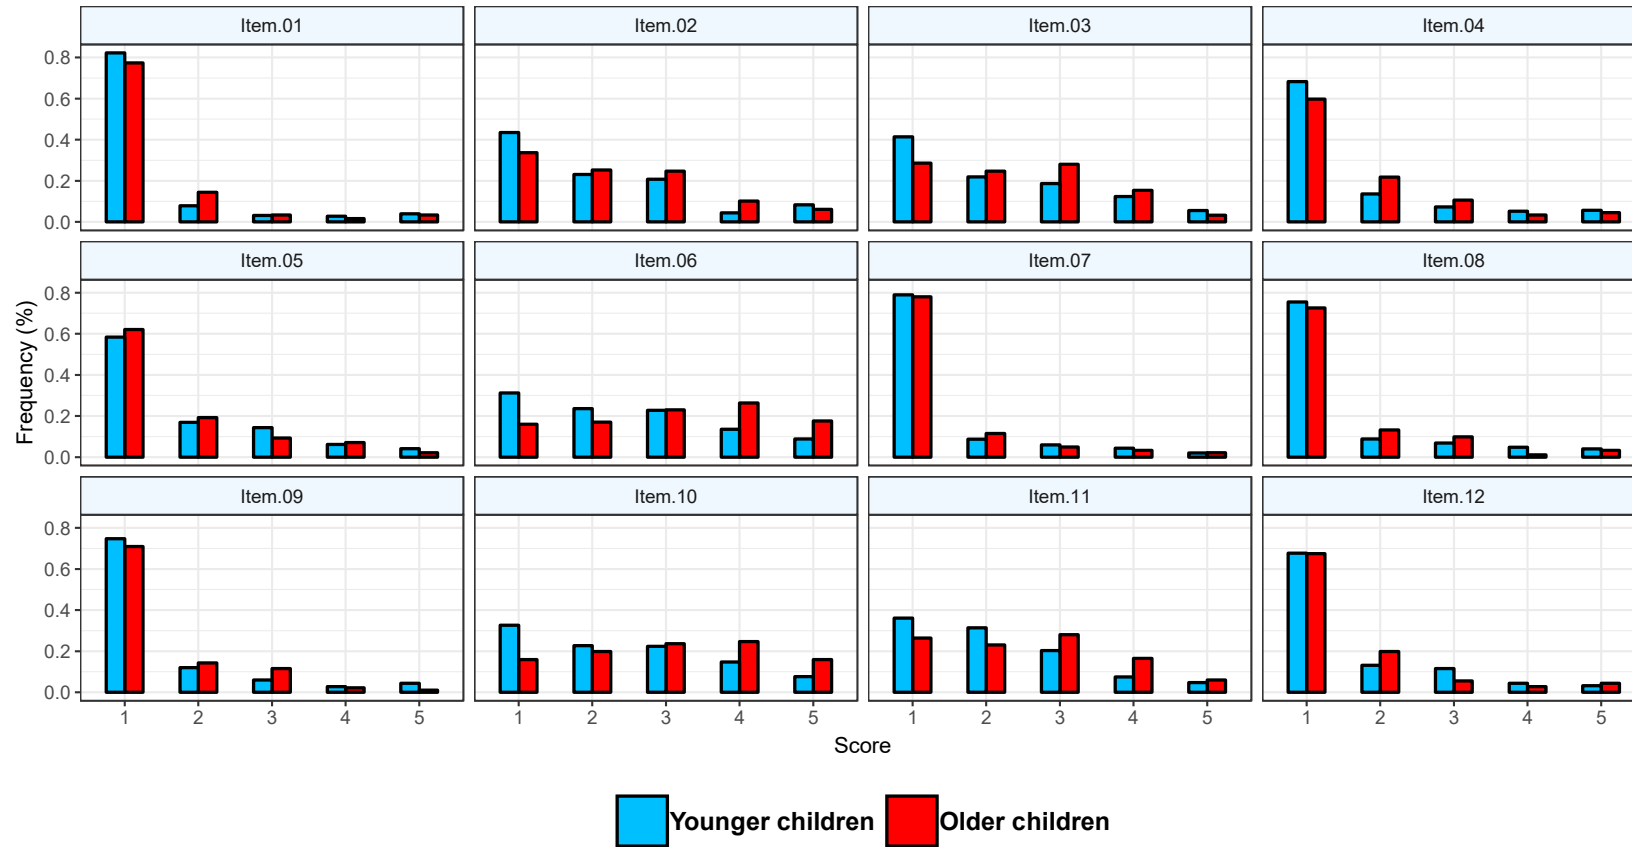 Item.01 Item.02 Item.03 Item.04
0.8
0.6
0.4
0.2
0.0
Item.05 Item.06 Item.07 Item.08
0.8
0.6
0.4
0.2
0.0
Frequency (%)
Item.09 Item.10 Item.11 Item.12
0.8
0.6
0.4
0.2
0.0
1 2 3 4 5 1 2 3 4 5 1 2 3 4 5 1 2 3 4 5
Score
Younger children Older children